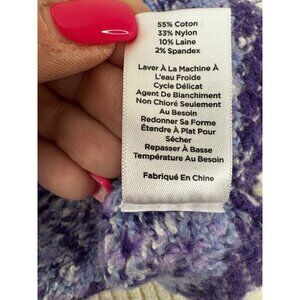 55% Coton
33% Nylon
10% Laine
2% Spandex
Laver À La Machine À
L'eau Froide
Cycle Délicat
Agent De Blanchiment
Non Chloré Seulement
Au Besoin
Redonner Sa Forme
Étendre À Plat Pour
Sécher
Repasser À Basse
Température Au Besoin
Fabriqué En Chine